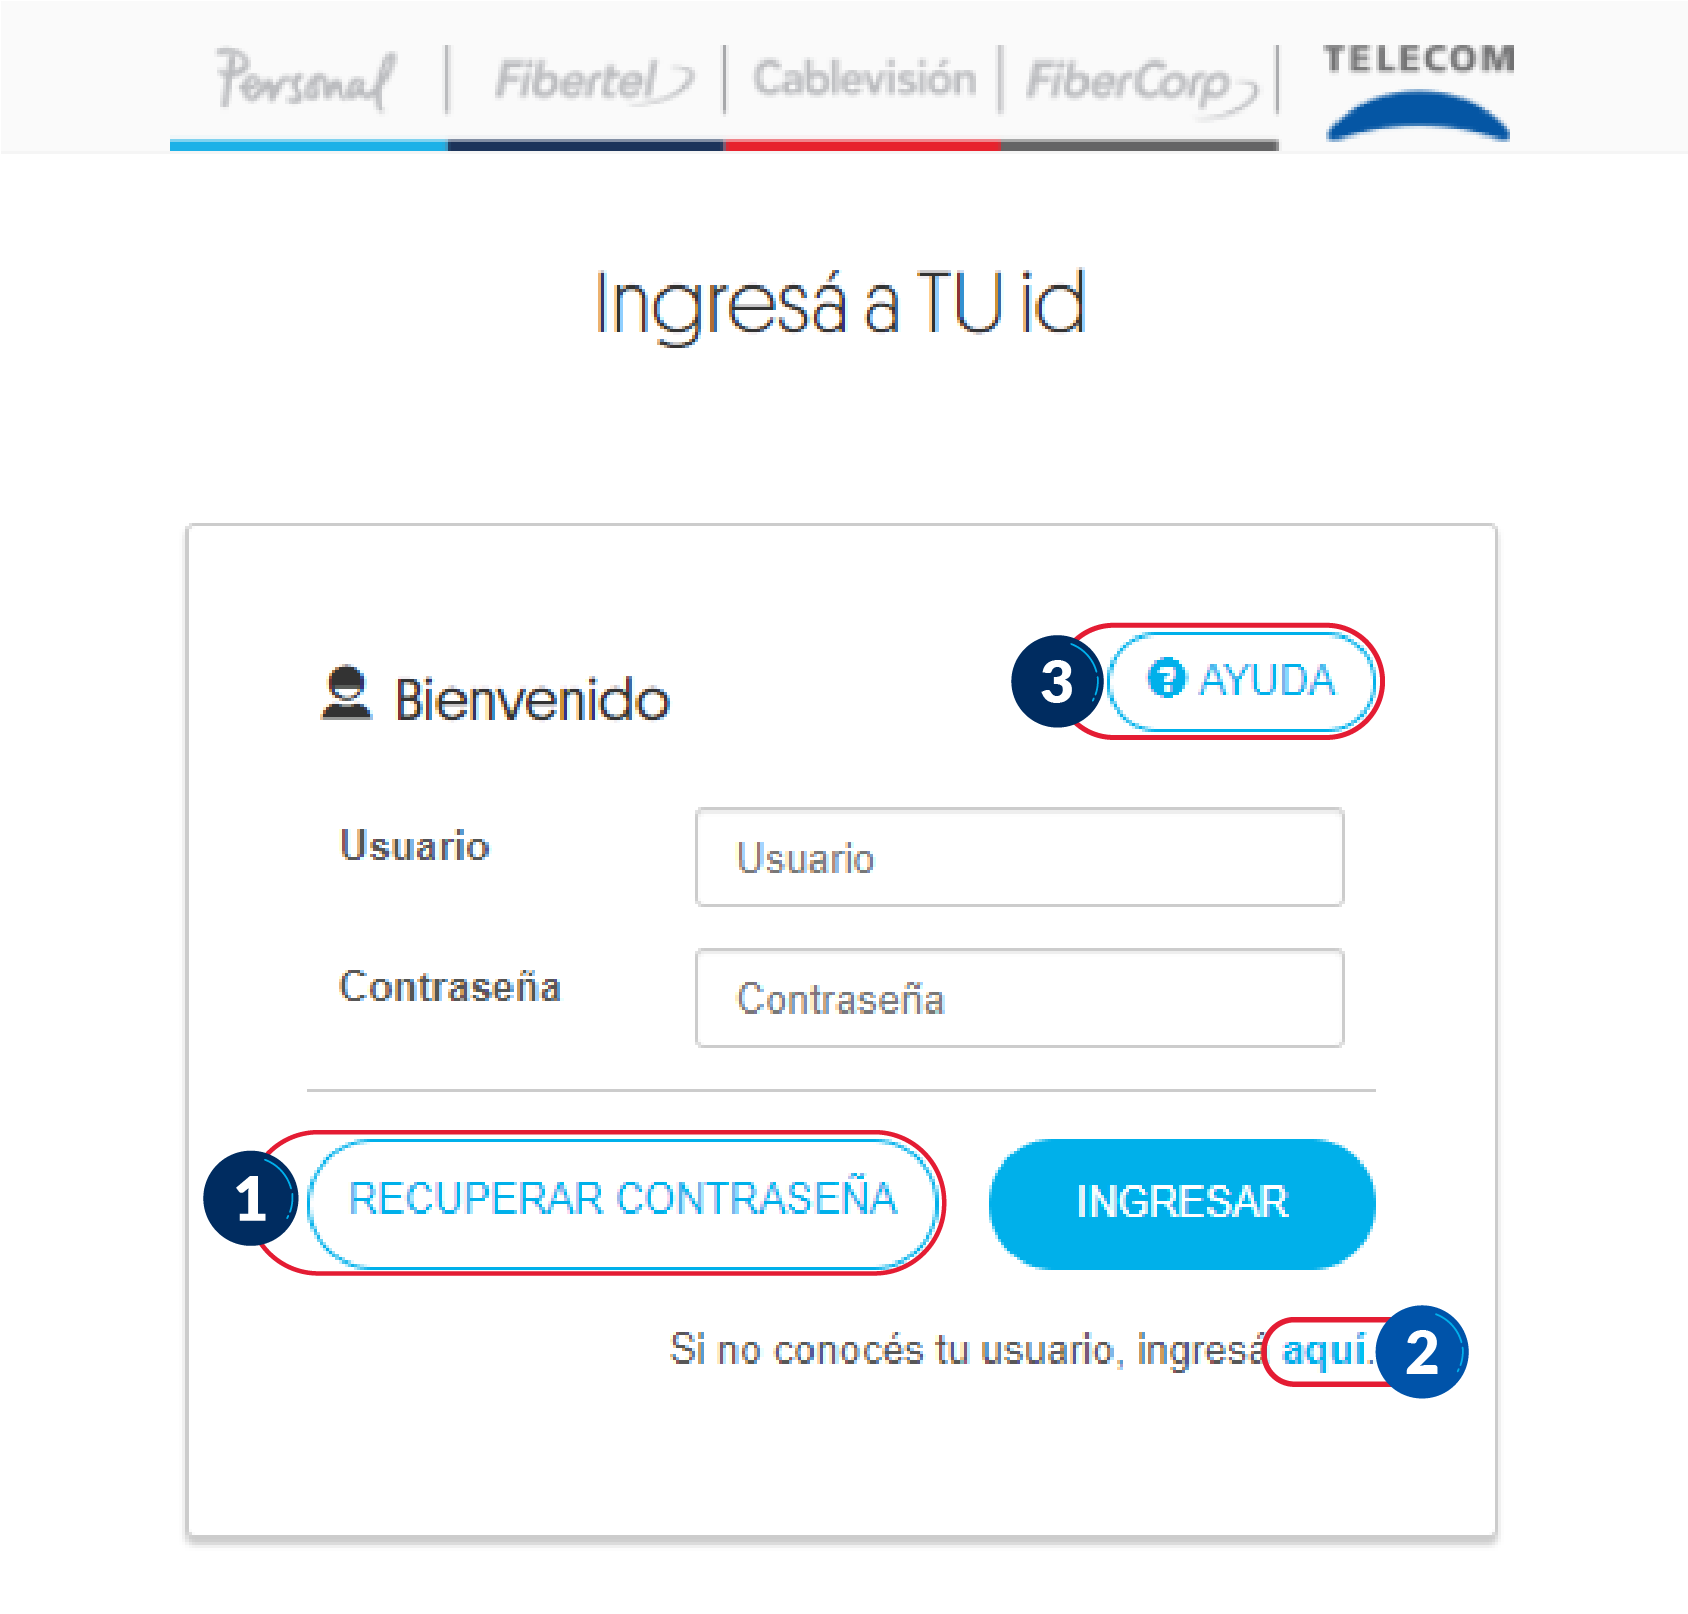 Personal Fibertel Cablevisión FiberCorp TELECOM
Ingresá a TU id
3 ? AYUDA
Bienvenido
Usuario Usuario
Contraseña Contraseña
1 RECUPERAR CONTRASEÑA INGRESAR
Si no conocés tu usuario, ingresá aquí. 2